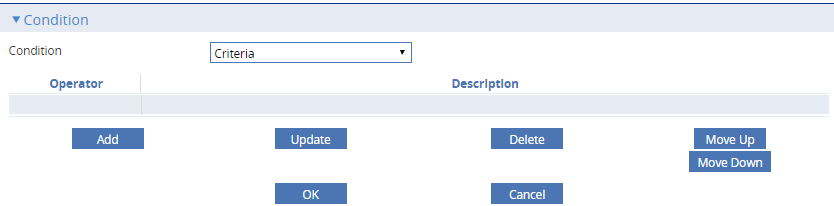 Condition
Condition Criteria
Operator Description
Add Update Delete Move Up
Move Down
OK Cancel